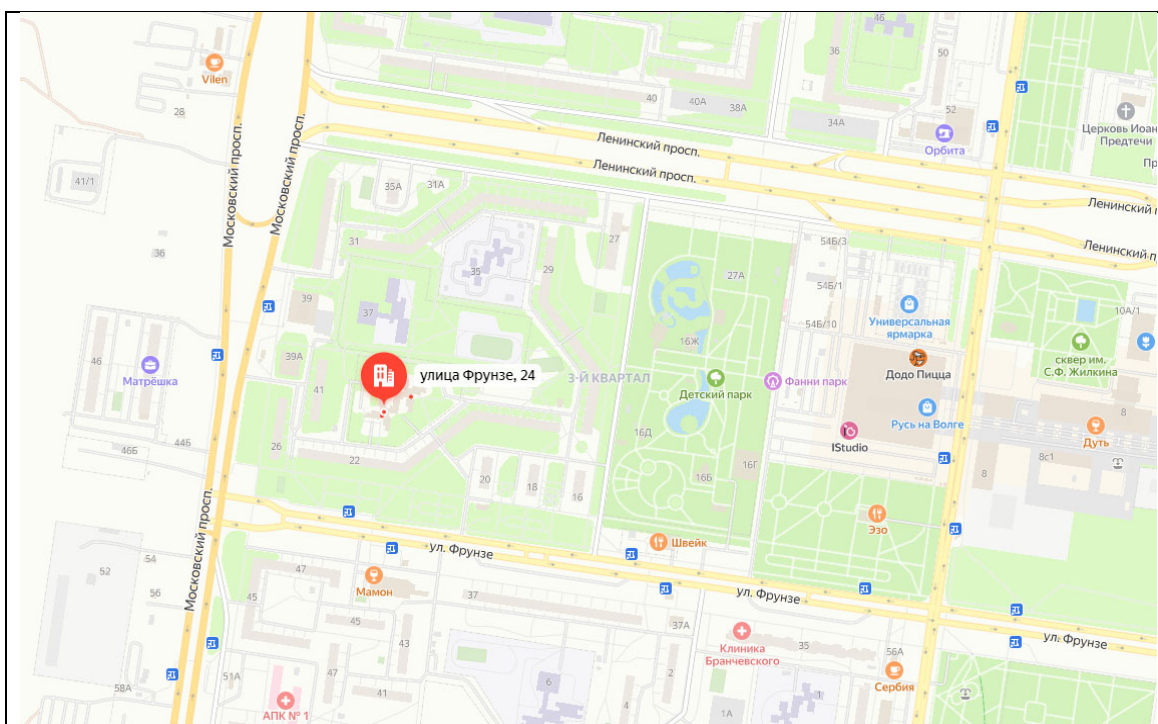 46
36
50
Vilen
28
40
40А
38А
34А
52
Орбита
Церковь Иоан
Предтечи
Пр
Ленинский просп.
Ленинский просп.
Московский просп.
Московский просп.
41/1
35А
31А
Ленинский п
Ленинский п
36
31
35
29
27
27А
54Б/3
54Б/1
39
37
54Б/10
Универсальная
ярмарка
10А/1
16Ж
сквер им.
С.Ф. Жилкина
46
Матрёшка
39А
41
улица Фрунзе, 24
3-Й КВАРТАЛ
Детский парк
Фанни парк
Додо Пицца
Русь на Волге
8
Дуть
IStudio
46Б
44Б
26
22
16Д
20
18
16
16Б
16Г
8
8с1
Московский просп.
Эзо
Швейк
ул. Фрунзе
52
54
56
47
45
Мамон
37
ул. Фрунзе
ул. Фрунзе
45
43
37А
Клиника
Бранчевского
35
56А
Сербия
58А
51А
47
41
АПК № 1
6
2
4
1А
1